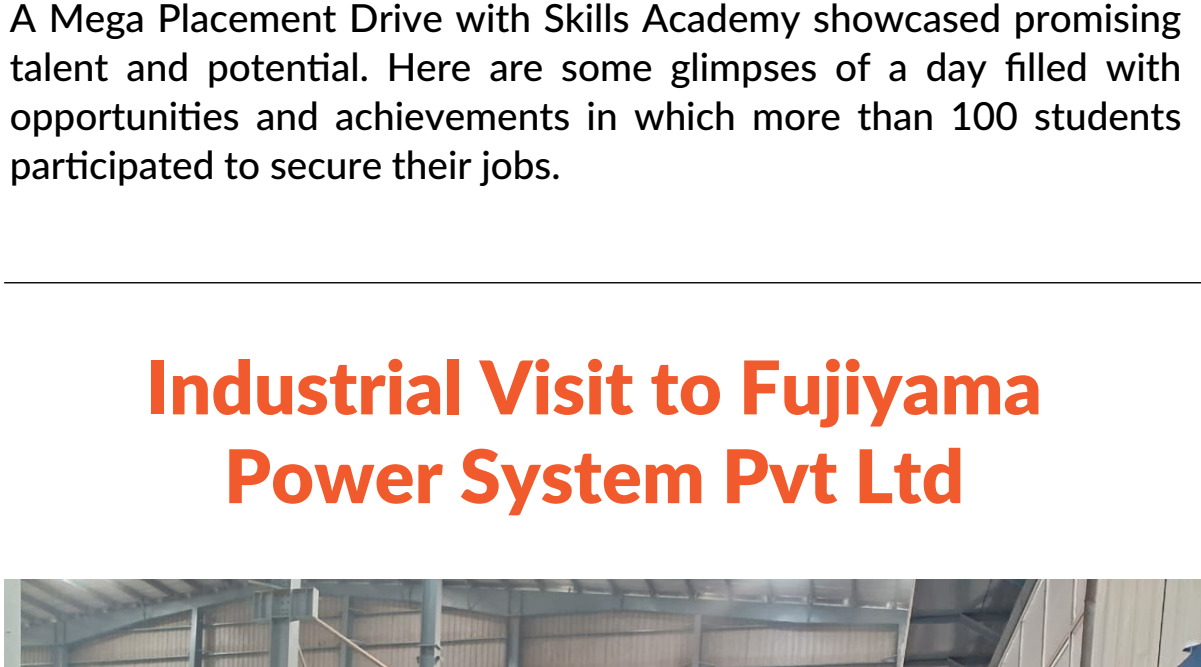 A Mega Placement Drive with Skills Academy showcased promising
talent and potential. Here are some glimpses of a day filled with
opportunities and achievements in which more than 100 students
participated to secure their jobs.
Industrial Visit to Fujiyama
Power System Pvt Ltd